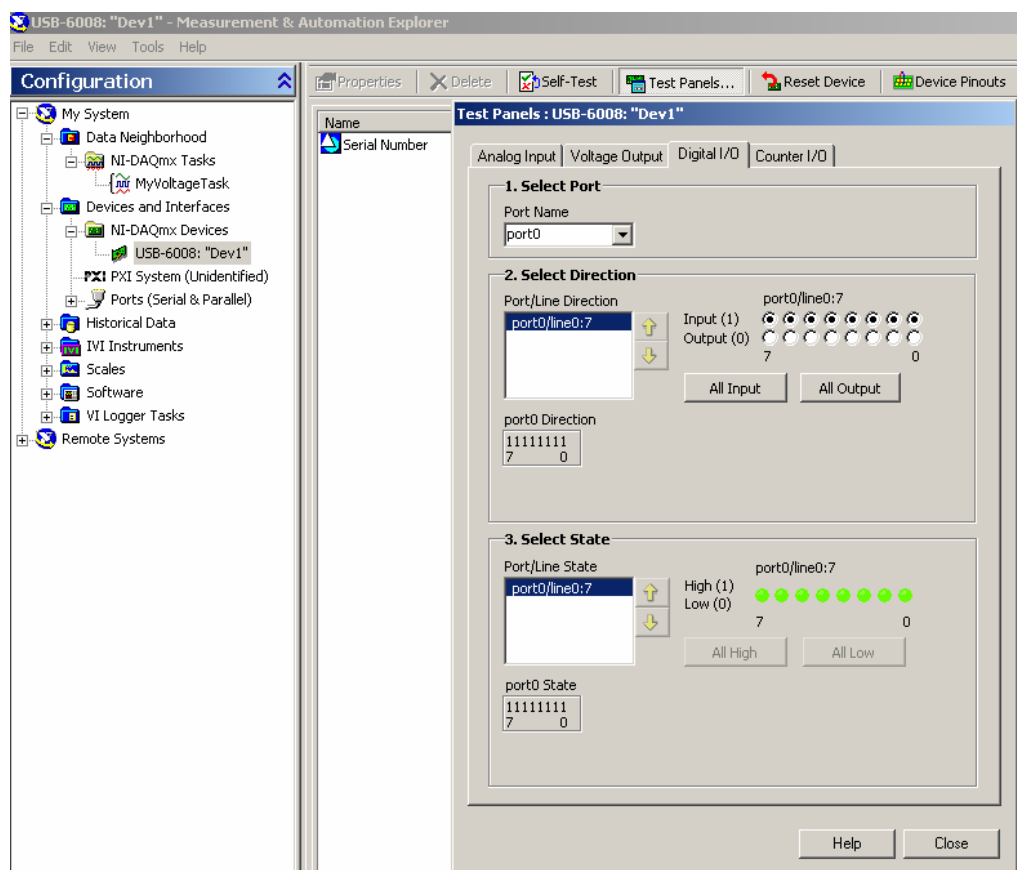 USB-6008: "Dev1" - Measurement & Automation Explorer
File Edit View Tools Help
Configuration
Properties Delete Self-Test Test Panels... Reset Device Device Pinouts
My System
Data Neighborhood
NI-DAQmx Tasks
MyVoltageTask
Devices and Interfaces
NI-DAQmx Devices
USB-6008: "Dev1"
PXI PXI System (Unidentified)
Ports (Serial & Parallel)
Historical Data
IVI Instruments
Scales
Software
VI Logger Tasks
Remote Systems
Name
Serial Number
Test Panels : USB-6008: "Dev1"
Analog Input Voltage Output Digital I/O Counter I/O
1. Select Port
Port Name
port0
2. Select Direction
Port/Line Direction
port0/line0:7
port0/line0:7
Input (1)
Output (0)
7 0
All Input All Output
port0 Direction
11111111
7 0
3. Select State
Port/Line State
port0/line0:7
port0/line0:7
High (1)
Low (0)
7 0
All High All Low
port0 State
11111111
7 0
Help Close